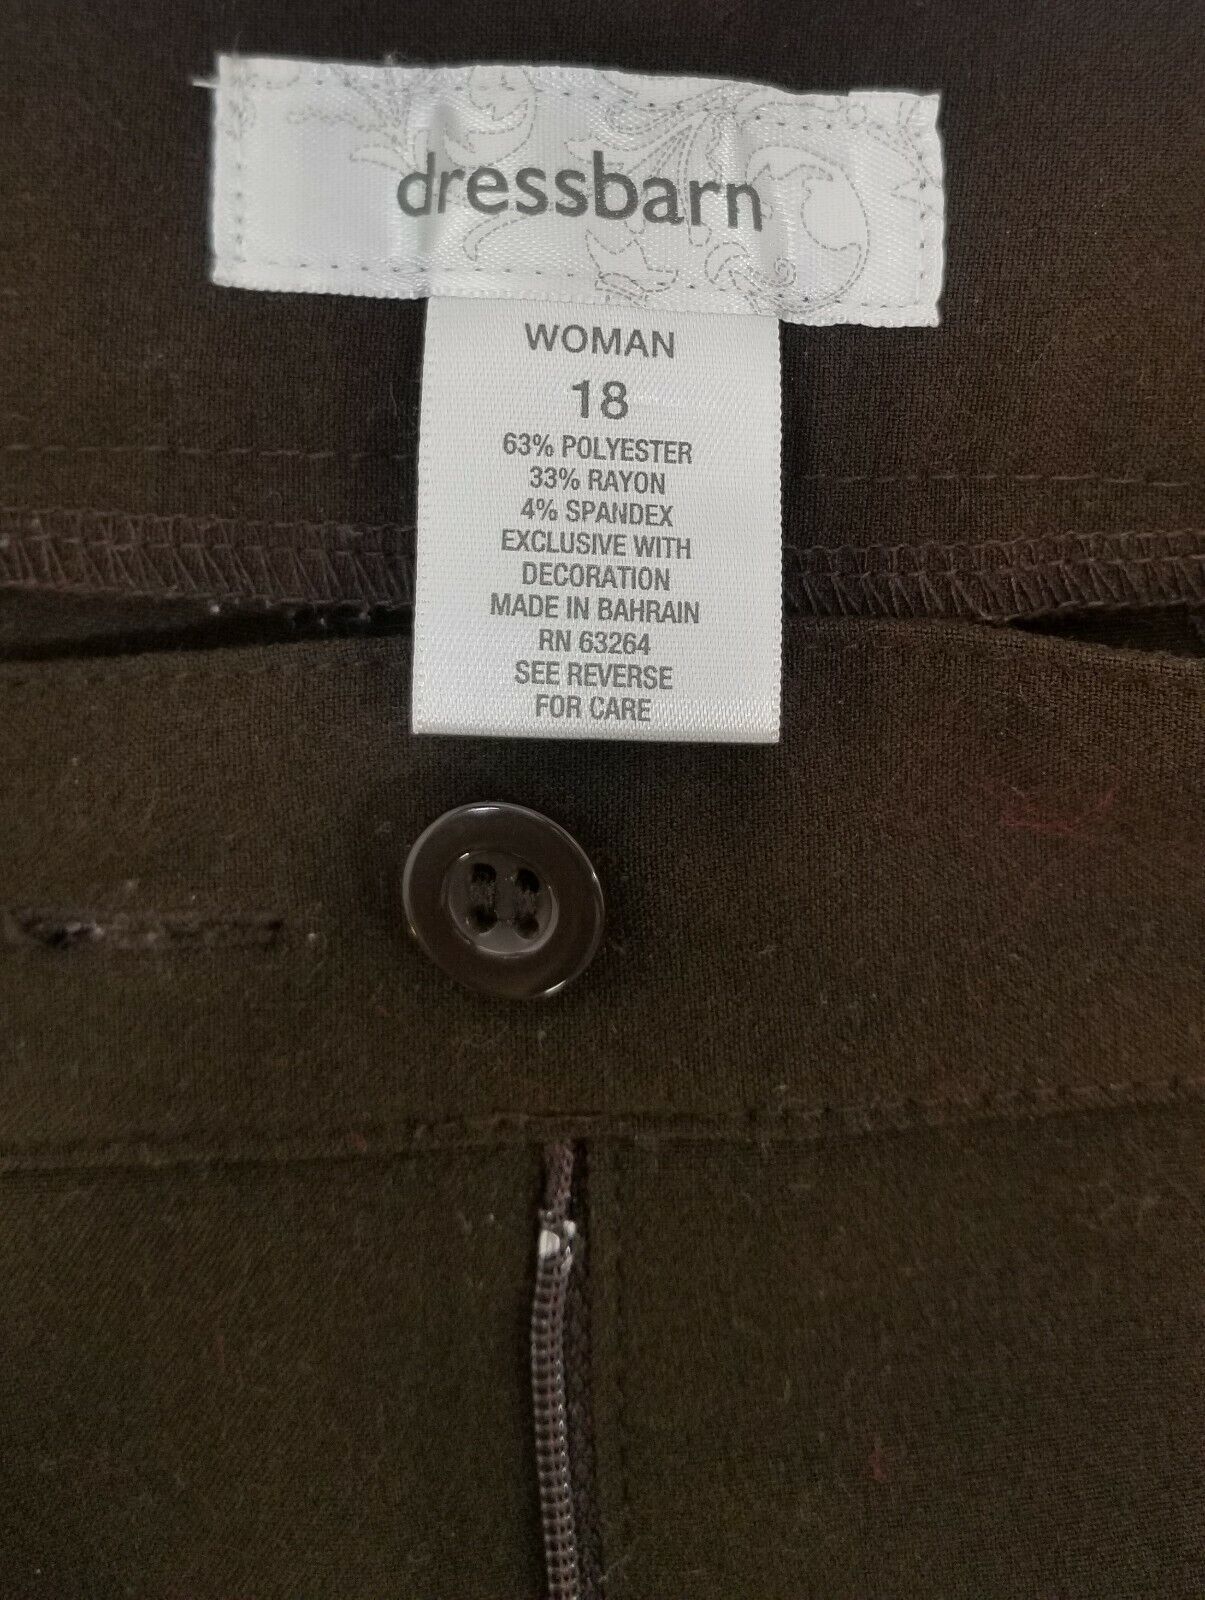 dressbarn
WOMAN
18
63% POLYESTER
33% RAYON
4% SPANDEX
EXCLUSIVE WITH
DECORATION
MADE IN BAHRAIN
RN 63264
SEE REVERSE
FOR CARE